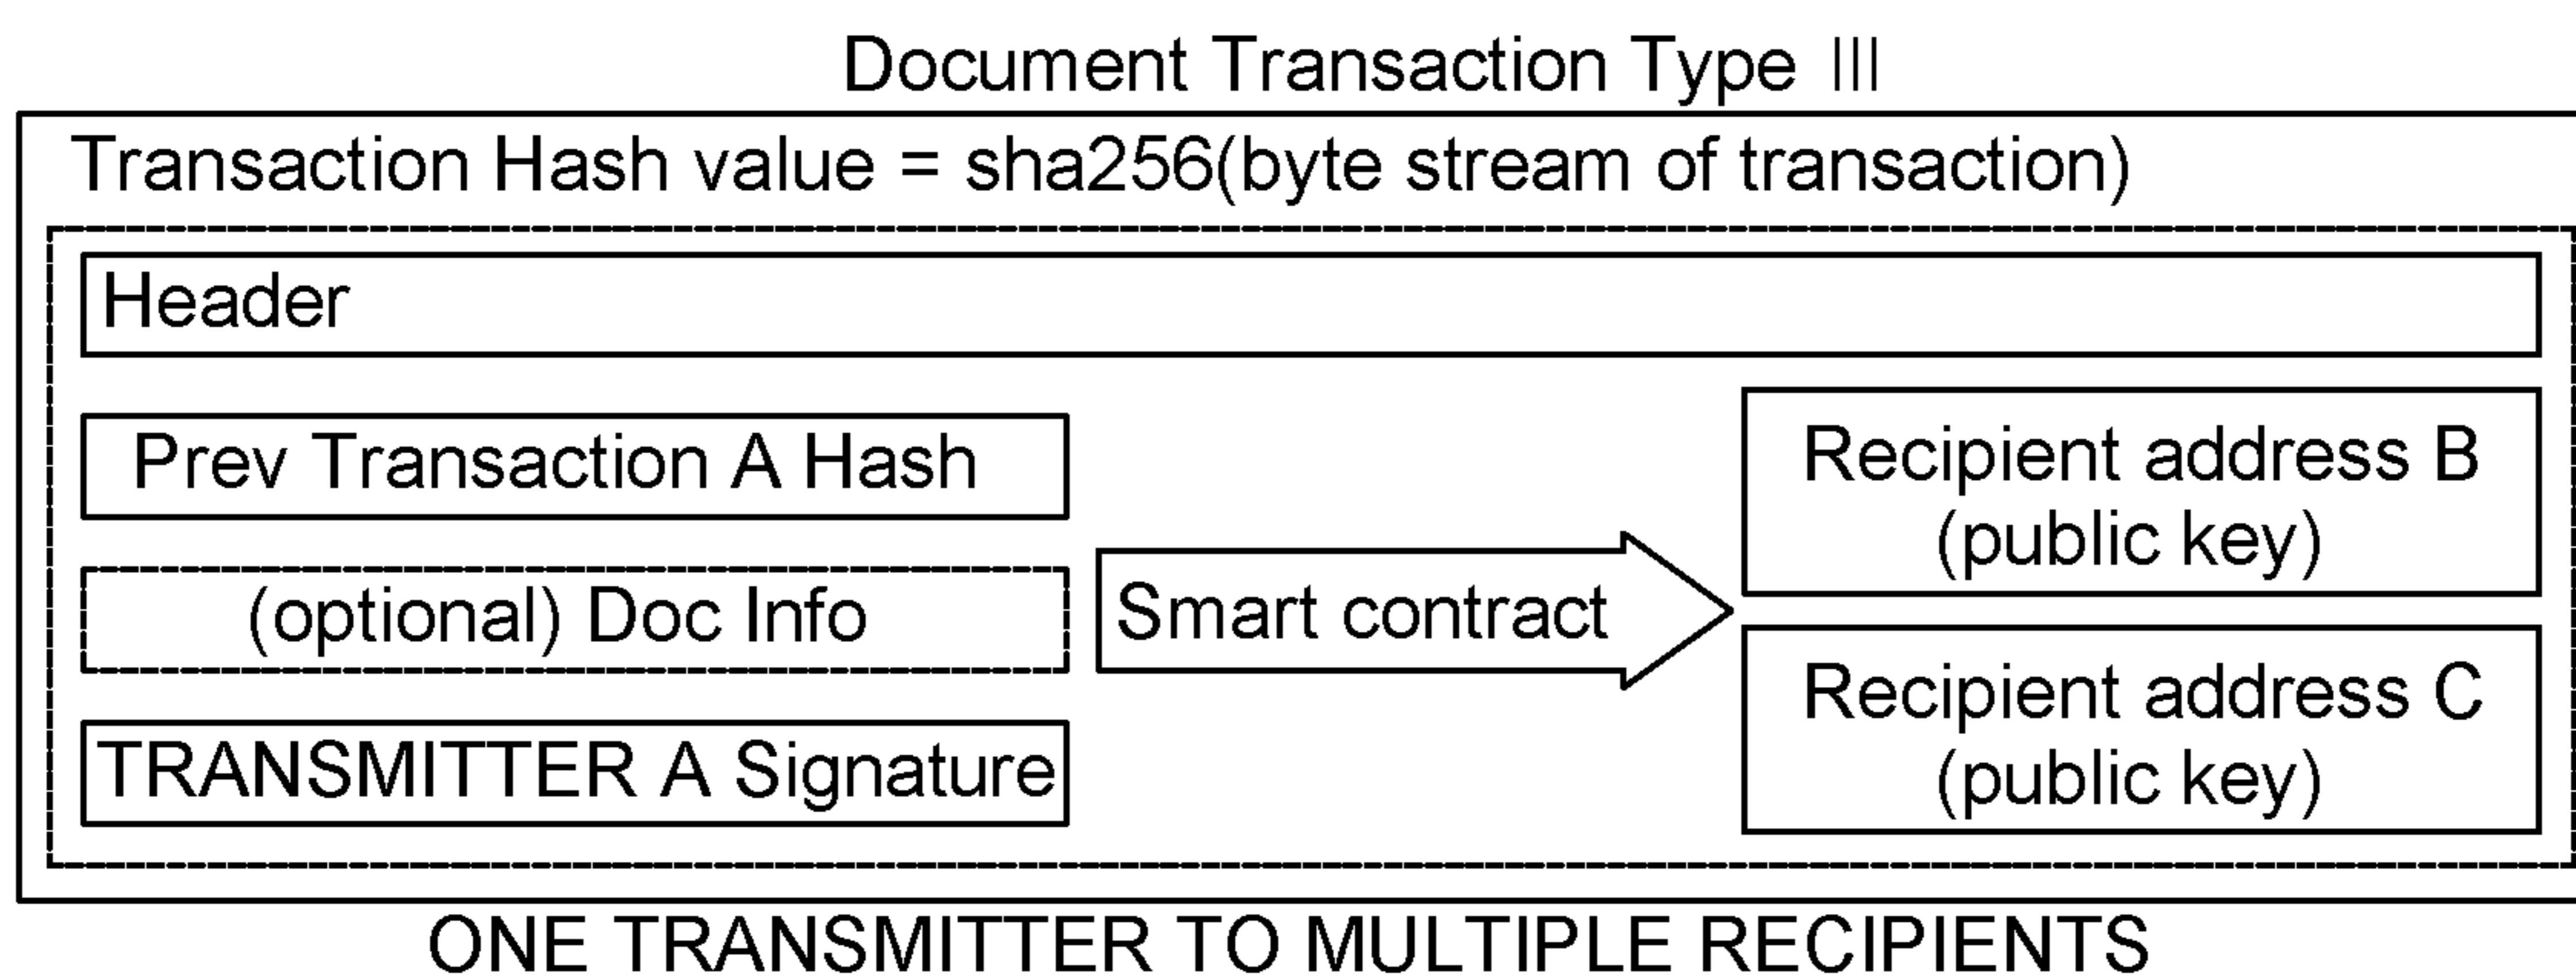 Document Transaction Type III
Transaction Hash value = sha256(byte stream of transaction)
Header
Prev Transaction A Hash
(optional) Doc Info
TRANSMITTER A Signature
Smart contract
Recipient address B
(public key)
Recipient address C
(public key)
ONE TRANSMITTER TO MULTIPLE RECIPIENTS